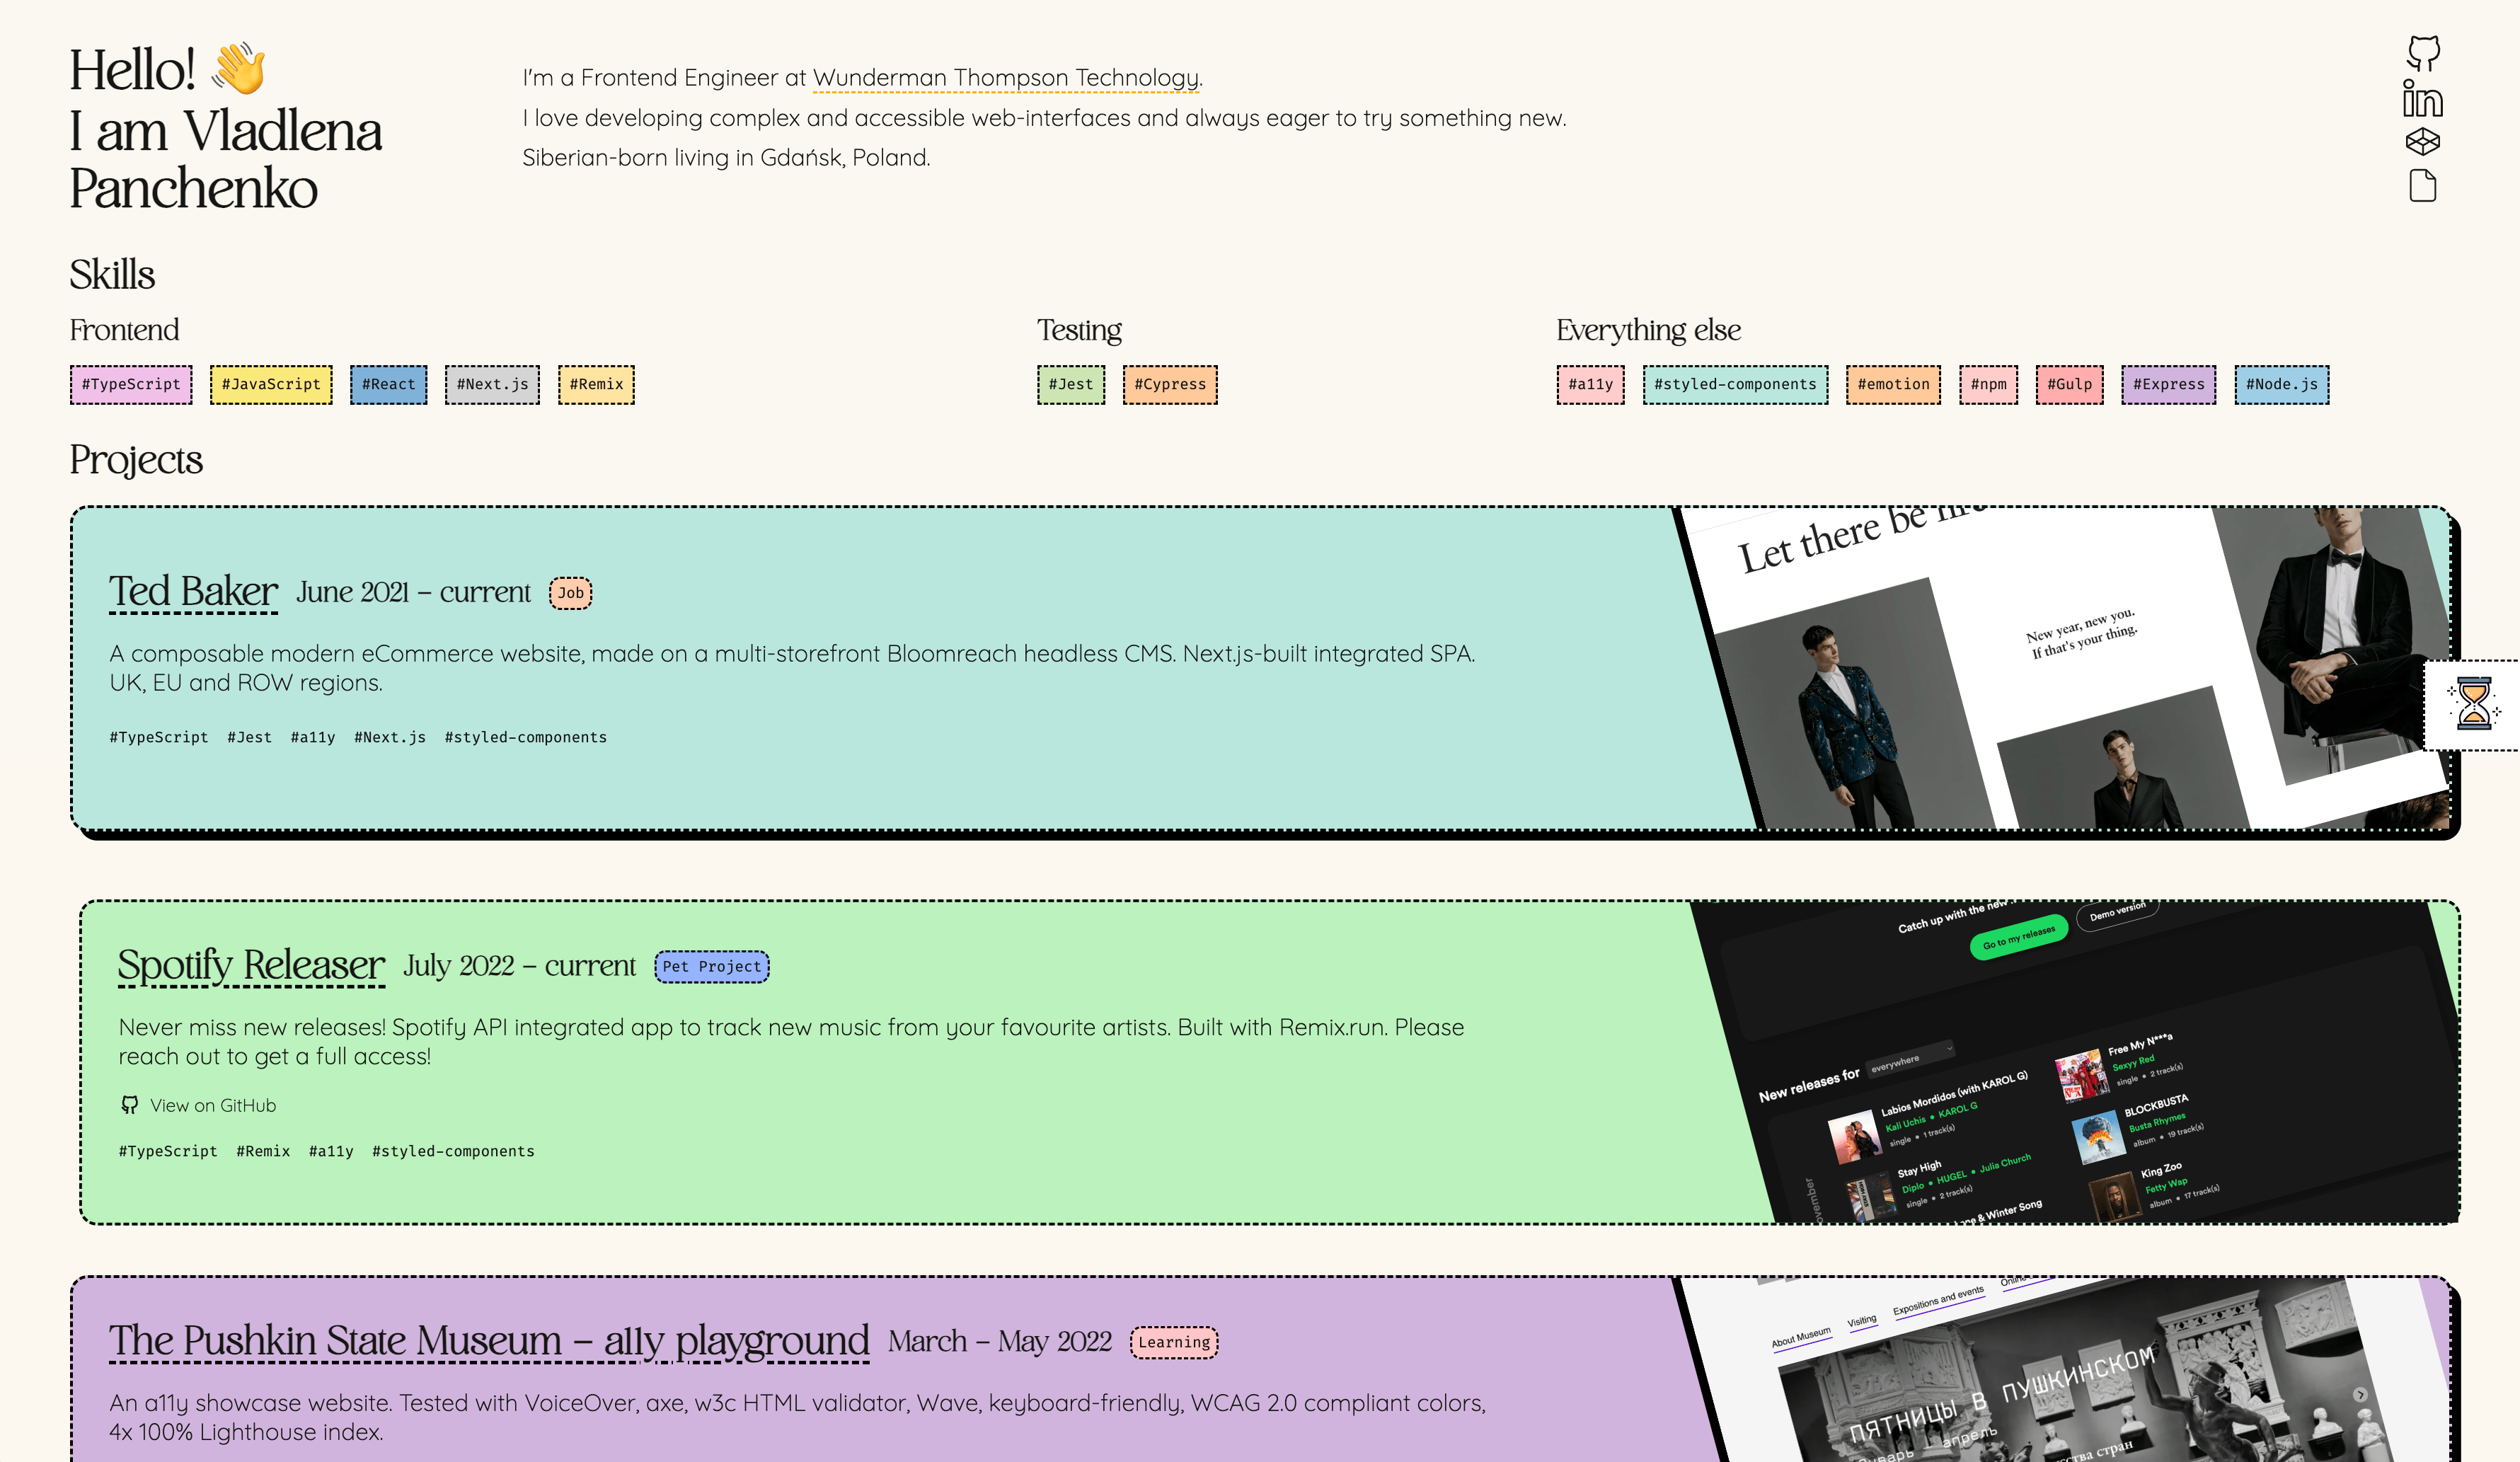 Hello! 👋
I am Vladlena
Panchenko
I'm a Frontend Engineer at Wunderman Thompson Technology.
I love developing complex and accessible web-interfaces and always eager to try something new.
Siberian-born living in Gdańsk, Poland.
Skills
Frontend
#TypeScript #JavaScript #React #Next.js #Remix
Testing
#Jest #Cypress
Everything else
#a11y #styled-components #emotion #npm #Gulp #Express #Node.js
Projects
Ted Baker June 2021 – current Job
A composable modern eCommerce website, made on a multi-storefront Bloomreach headless CMS. Next.js-built integrated SPA.
UK, EU and ROW regions.
#TypeScript #Jest #a11y #Next.js #styled-components
Let there be
New year, new you.
If that's your thing.
Spotify Releaser July 2022 – current Pet Project
Never miss new releases! Spotify API integrated app to track new music from your favourite artists. Built with Remix.run. Please
reach out to get a full access!
View on GitHub
#TypeScript #Remix #a11y #styled-components
Catch up with the new
Go to my releases
Demo version
New releases for everywhere
Labios Mordidos (with KAROL G)
Kali Uchis • KAROL G
single • 1 track(s)
Stay High
Diplo • HUGEL • Julia Church
single • 2 track(s)
& Winter Song
Free My N***a
Sexyy Red
single • 2 track(s)
BLOCKBUSTA
Busta Rhymes
album • 19 track(s)
King Zoo
Fetty Wap
album • 17 track(s)
The Pushkin State Museum – a11y playground March – May 2022 Learning
An a11y showcase website. Tested with VoiceOver, axe, w3c HTML validator, Wave, keyboard-friendly, WCAG 2.0 compliant colors,
4x 100% Lighthouse index.
About Museum Visiting Expositions and events
ПЯТНИЦЫ В ПУШКИНСКОМ
январь – апрель
стран